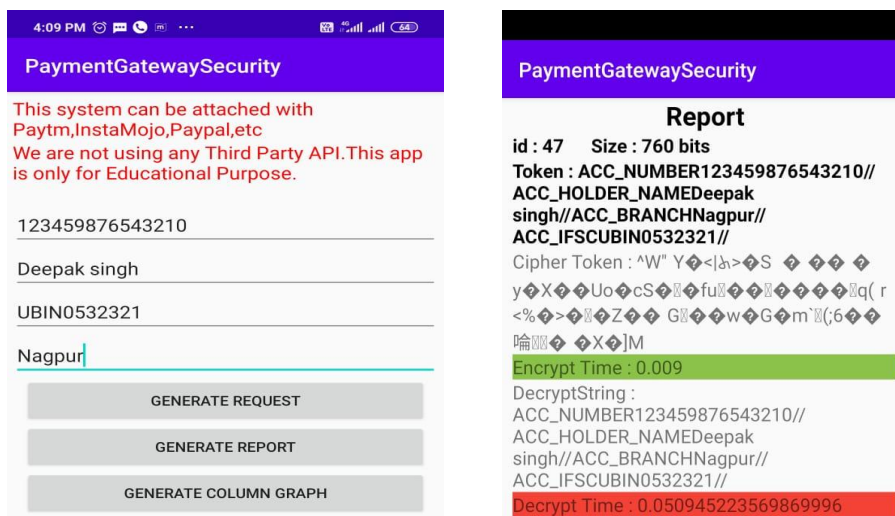 4:09 PM
64
PaymentGatewaySecurity
This system can be attached with
Paytm,InstaMojo,Paypal,etc
We are not using any Third Party API.This app
is only for Educational Purpose.
123459876543210
Deepak singh
UBIN0532321
Nagpur
GENERATE REQUEST
GENERATE REPORT
GENERATE COLUMN GRAPH
PaymentGatewaySecurity
Report
id : 47 Size : 760 bits
Token : ACC_NUMBER123459876543210//
ACC_HOLDER_NAMEDeepak
singh//ACC_BRANCHNagpur//
ACC_IFSCUBIN0532321//
Cipher Token :
Encrypt Time : 0.009
DecryptString :
ACC_NUMBER123459876543210//
ACC_HOLDER_NAMEDeepak
singh//ACC_BRANCHNagpur//
ACC_IFSCUBIN0532321//
Decrypt Time : 0.050945223569869996